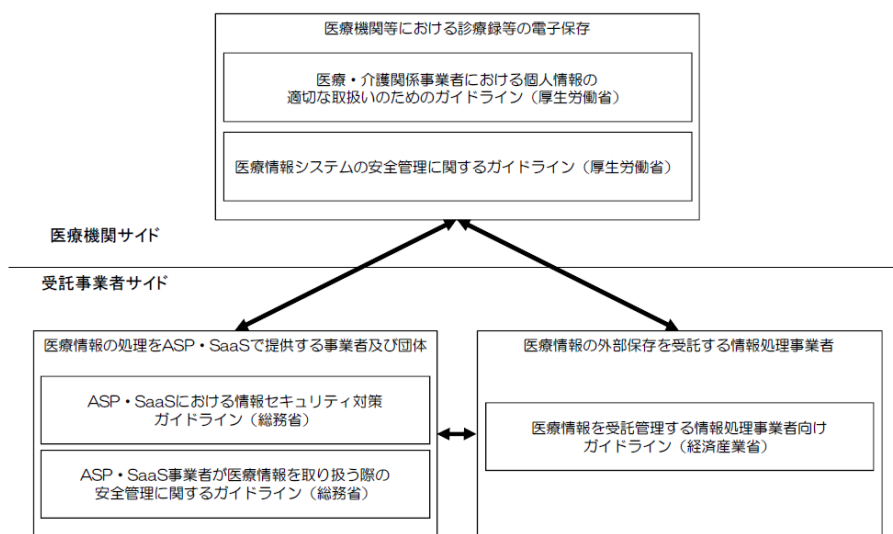 医療機関等における診療録等の電子保存
医療・介護関係事業者における個人情報の
適切な取扱いのためのガイドライン（厚生労働省）
医療情報システムの安全管理に関するガイドライン（厚生労働省）
医療機関サイド
受託事業者サイド
医療情報の処理をASP・SaaSで提供する事業者及び団体
ASP・SaaSにおける情報セキュリティ対策
ガイドライン（総務省）
ASP・SaaS事業者が医療情報を取り扱う際の
安全管理に関するガイドライン（総務省）
医療情報の外部保存を受託する情報処理事業者
医療情報を受託管理する情報処理事業者向け
ガイドライン（経済産業省）